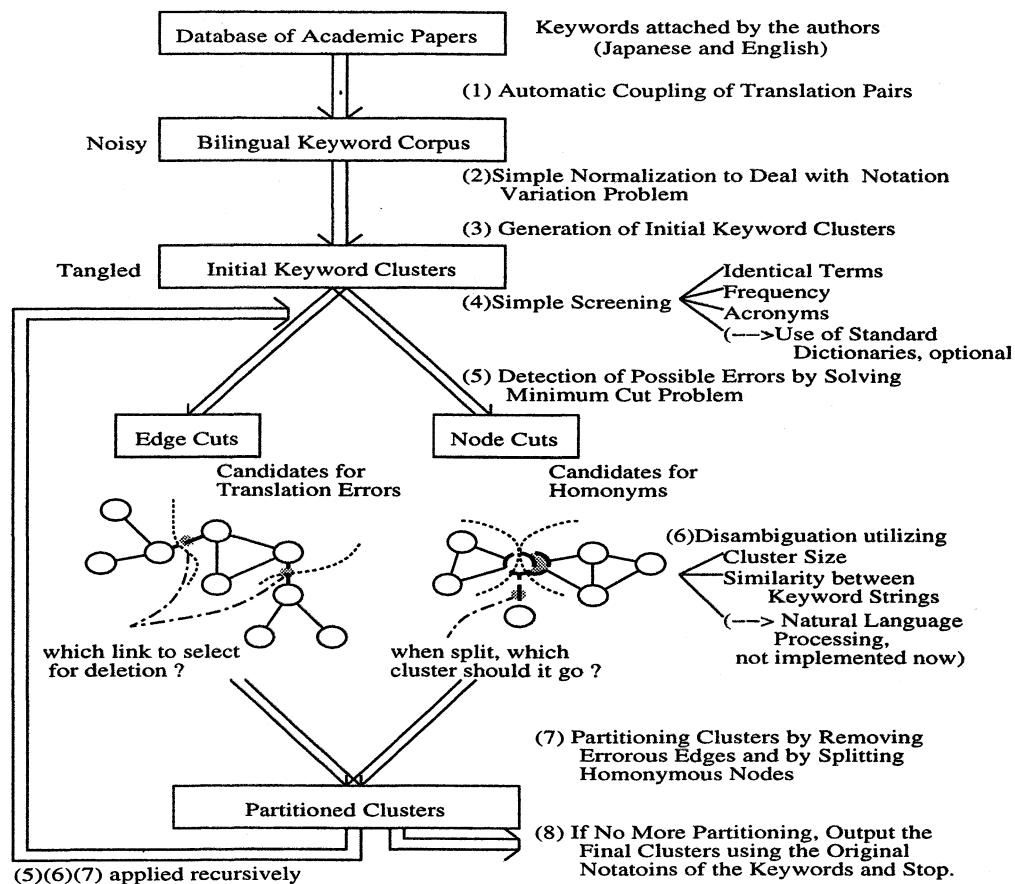 Database of Academic Papers
Keywords attached by the authors
(Japanese and English)
(1) Automatic Coupling of Translation Pairs
Noisy
Bilingual Keyword Corpus
(2)Simple Normalization to Deal with Notation
Variation Problem
(3) Generation of Initial Keyword Clusters
Tangled
Initial Keyword Clusters
(4)Simple Screening
Identical Terms
Frequency
Acronyms
(-->Use of Standard
Dictionaries, optional
(5) Detection of Possible Errors by Solving
Minimum Cut Problem
Edge Cuts
Node Cuts
Candidates for
Translation Errors
Candidates for
Homonyms
(6)Disambiguation utilizing
Cluster Size
Similarity between
Keyword Strings
(--> Natural Language
Processing,
not implemented now)
which link to select
for deletion ?
when split, which
cluster should it go ?
(7) Partitioning Clusters by Removing
Errorous Edges and by Splitting
Homonymous Nodes
Partitioned Clusters
(8) If No More Partitioning, Output the
Final Clusters using the Original
Notatoins of the Keywords and Stop.
(5)(6)(7) applied recursively